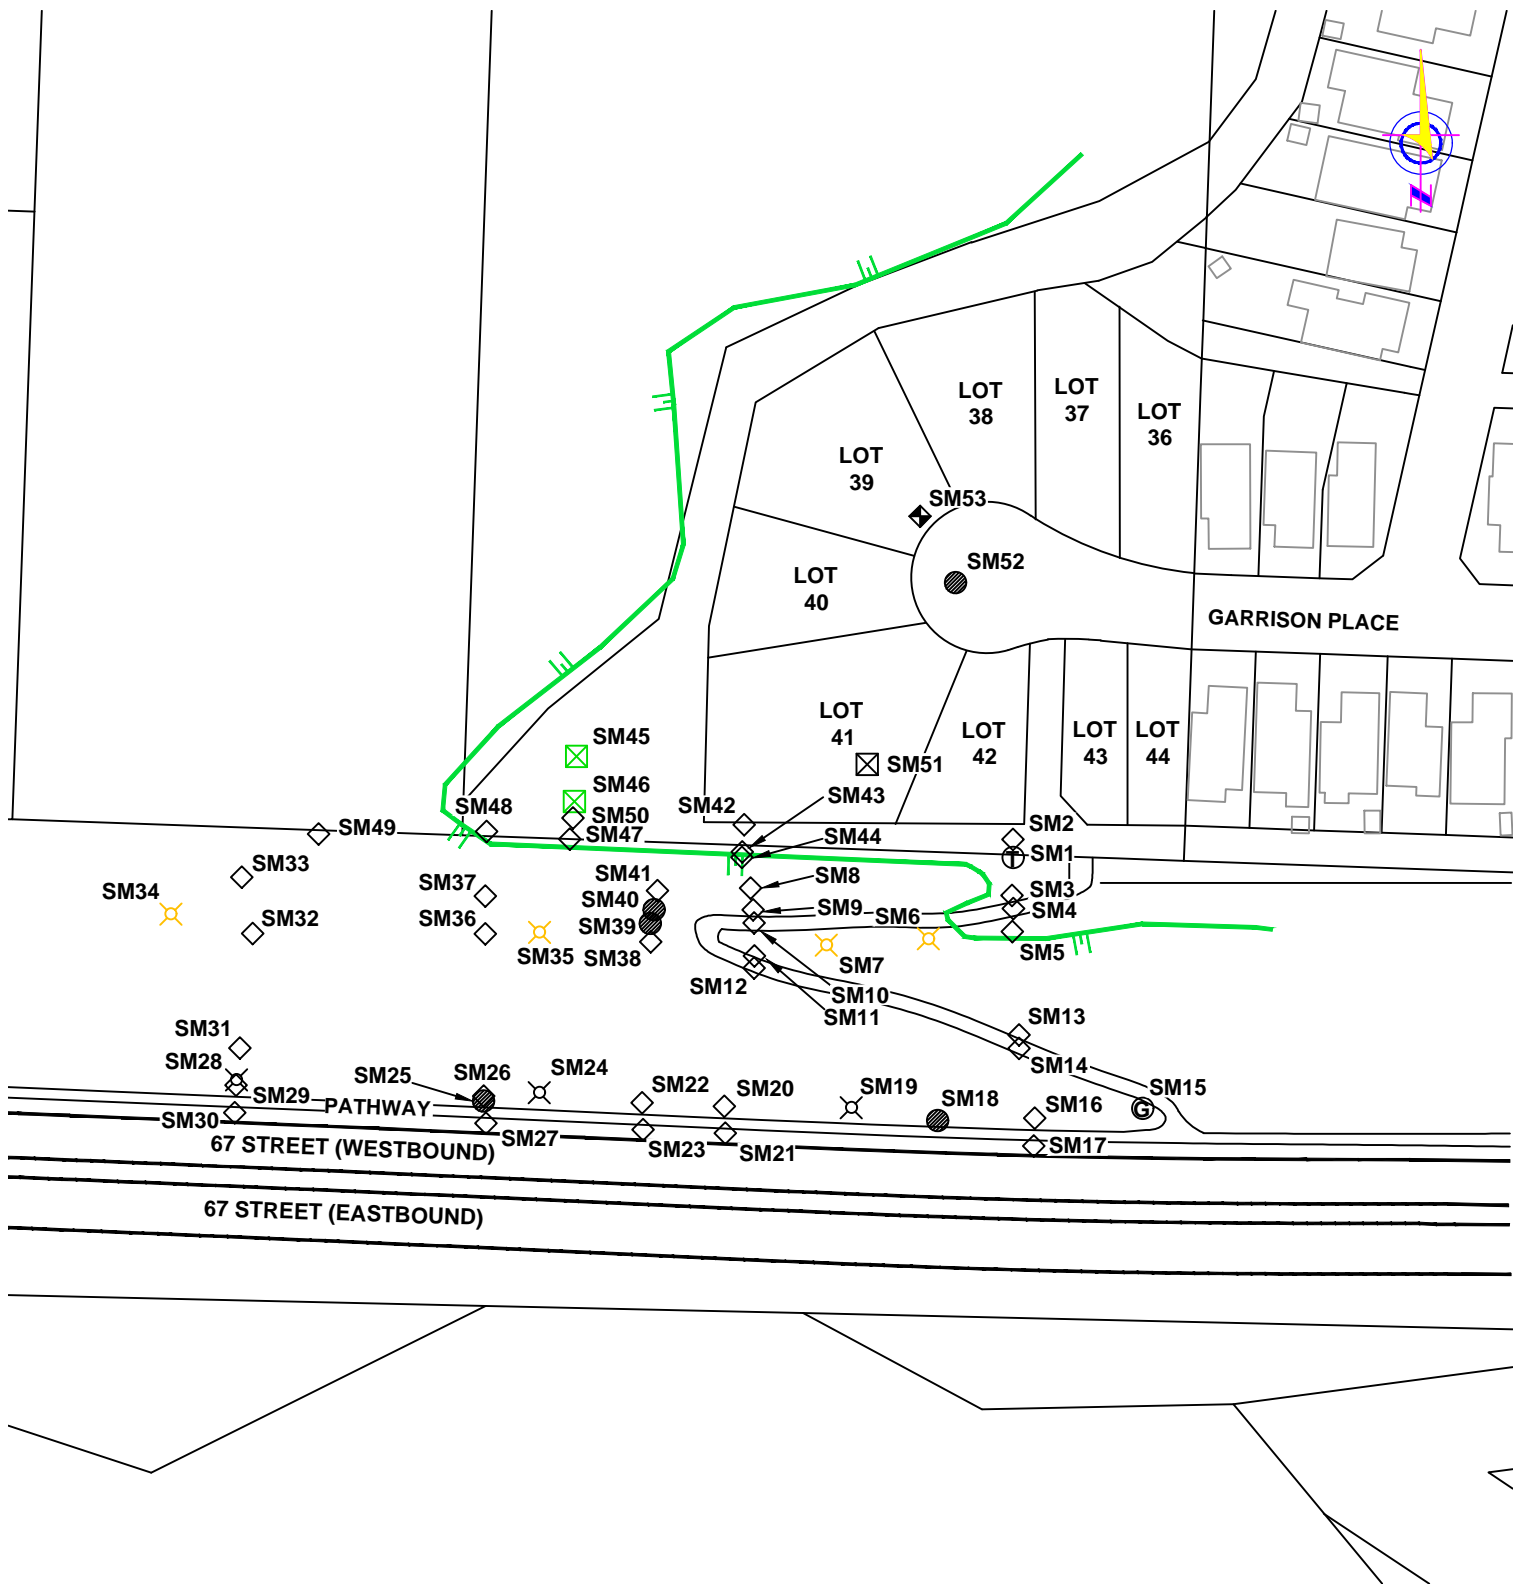 N
LOT
38
LOT
37
LOT
36
LOT
39
SM53
SM52
LOT
40
GARRISON PLACE
LOT
41
LOT
42
LOT
43
LOT
44
SM45
SM51
SM46
SM43
SM48
SM50
SM42
SM49
SM47
SM44
SM2
T
SM1
SM33
SM41
SM8
SM34
SM37
SM40
SM3
SM32
SM36
SM39
SM9
SM6
SM4
SM35
SM38
SM7
SM5
SM12
SM10
SM11
SM31
SM13
SM28
SM14
SM25
SM26
SM24
SM22
SM20
SM19
SM15
SM29
PATHWAY
SM18
SM16
G
SM30
SM27
SM23
SM21
SM17
67 STREET (WESTBOUND)
67 STREET (EASTBOUND)